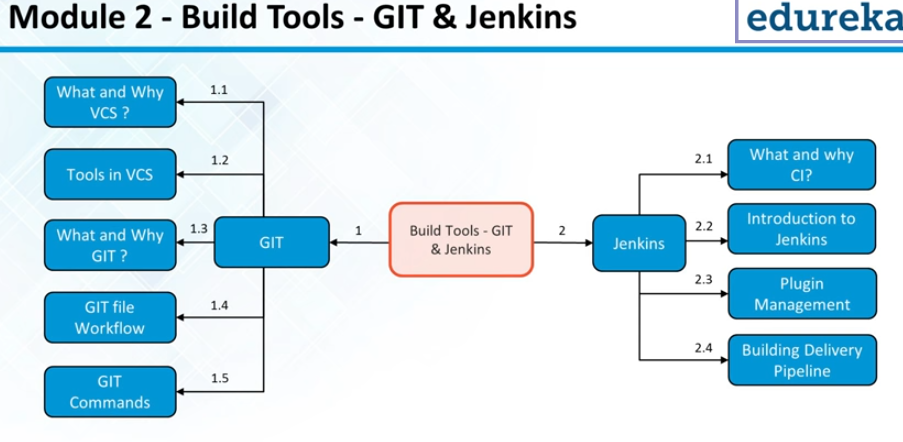 Module 2 - Build Tools - GIT & Jenkins
edureka
What and Why
VCS ?
1.1
Tools in VCS
1.2
What and Why
GIT ?
1.3
GIT file
Workflow
1.4
GIT
Commands
1.5
GIT
1
Build Tools - GIT
& Jenkins
2
Jenkins
2.1
What and why
CI?
2.2
Introduction to
Jenkins
2.3
Plugin
Management
2.4
Building Delivery
Pipeline